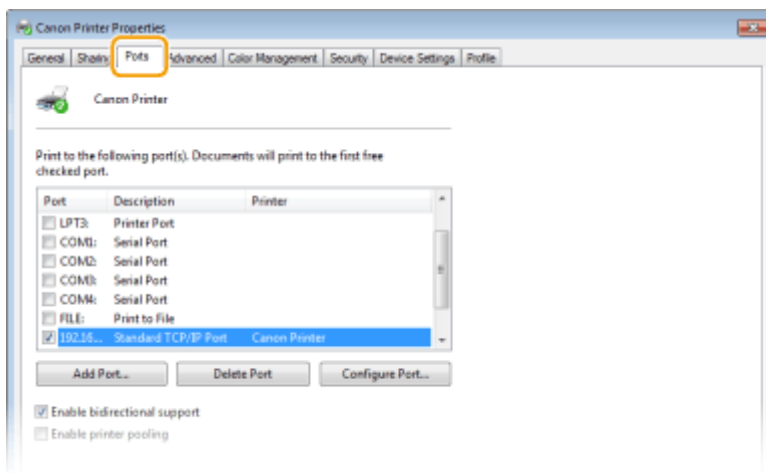 Canon Printer Properties
General Sharing Ports Advanced Color Management Security Device Settings Profile
Canon Printer
Print to the following port(s). Documents will print to the first free
checked port.
Port Description Printer
LPT3: Printer Port
COM1: Serial Port
COM2: Serial Port
COM3: Serial Port
COM4: Serial Port
FILE: Print to File
192.16... Standard TCP/IP Port Canon Printer
Add Port... Delete Port Configure Port...
Enable bidirectional support
Enable printer pooling